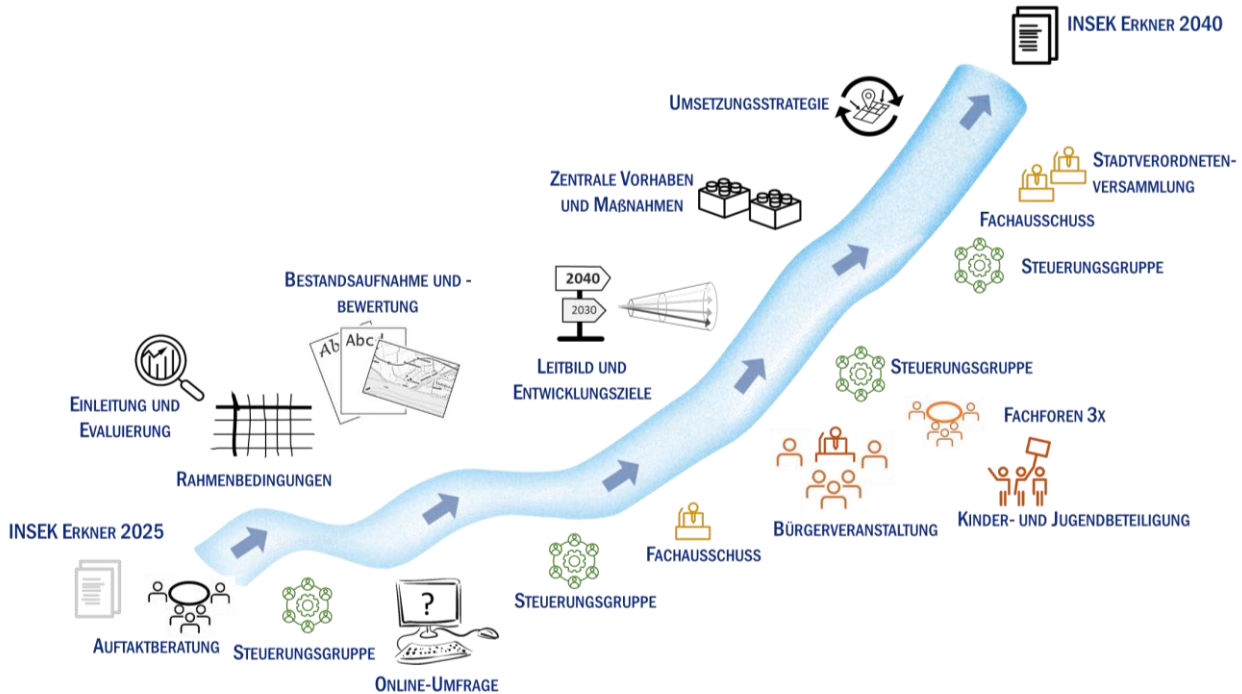 INSEK ERKNER 2040
UMSETZUNGSSTRATEGIE
STADTVERORDNETEN-
VERSAMMLUNG
FACHAUSSCHUSS
ZENTRALE VORHABEN
UND MAßNAHMEN
STEUERUNGSGRUPPE
BESTANDSAUFNAHME UND -
BEWERTUNG
Ab
Abc
2040
2030
LEITBILD UND
ENTWICKLUNGSZIELE
STEUERUNGSGRUPPE
EINLEITUNG UND
EVALUIERUNG
RAHMENBEDINGUNGEN
FACHFOREN 3X
BÜRGERVERANSTALTUNG
KINDER- UND JUGENDBETEILIGUNG
INSEK ERKNER 2025
FACHAUSSCHUSS
STEUERUNGSGRUPPE
?
AUFTAKTBERATUNG
STEUERUNGSGRUPPE
ONLINE-UMFRAGE